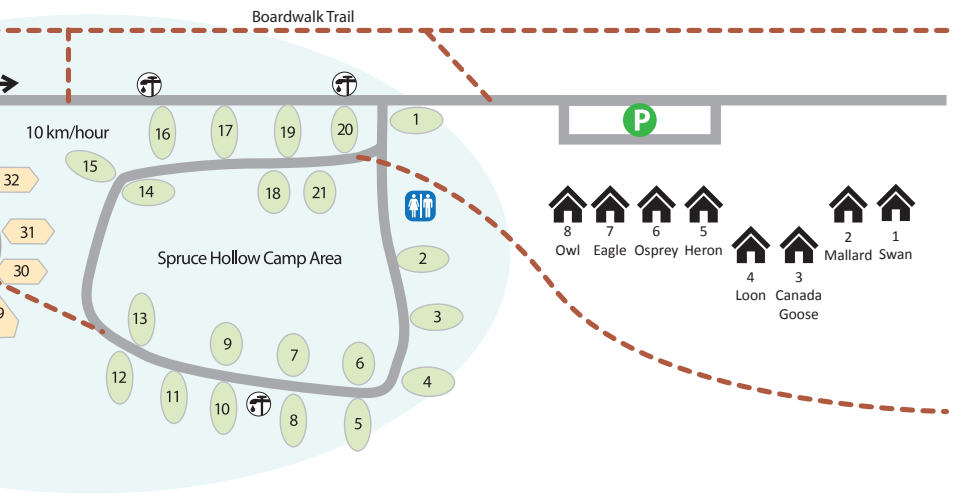 Boardwalk Trail
10 km/hour
16
17
19
20
1
15
14
18
21
32
31
30
9
Spruce Hollow Camp Area
2
3
4
13
9
7
6
12
11
10
8
5
P
8
Owl
7
Eagle
6
Osprey
5
Heron
4
Loon
3
Canada
Goose
2
Mallard
1
Swan